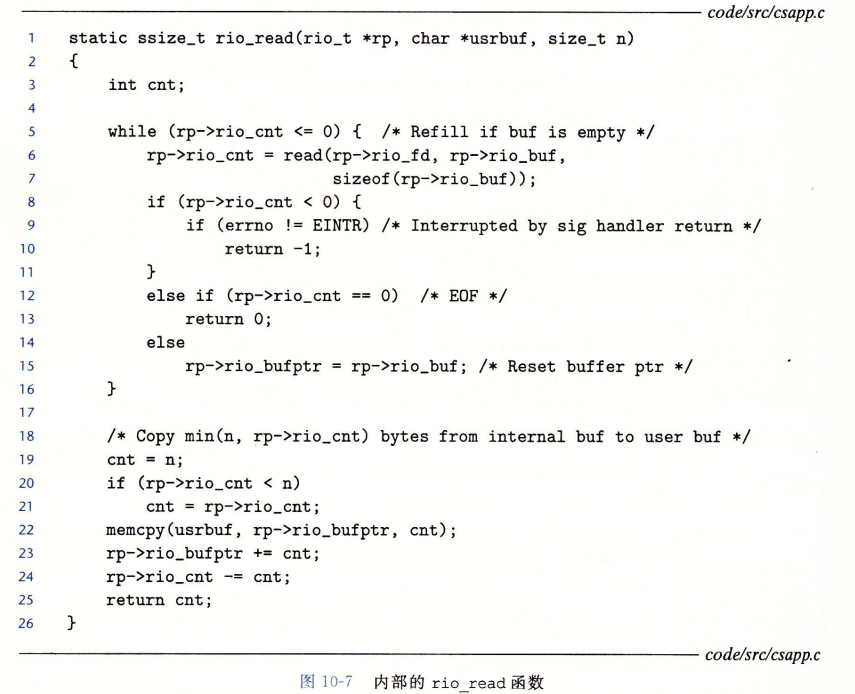 code/src/csapp.c
1 static ssize_t rio_read(rio_t *rp, char *usrbuf, size_t n)
2 {
3     int cnt;
4
5     while (rp->rio_cnt <= 0) {  /* Refill if buf is empty */
6         rp->rio_cnt = read(rp->rio_fd, rp->rio_buf,
7                            sizeof(rp->rio_buf));
8         if (rp->rio_cnt < 0) {
9             if (errno != EINTR) /* Interrupted by sig handler return */
10                 return -1;
11         }
12         else if (rp->rio_cnt == 0)  /* EOF */
13             return 0;
14         else
15             rp->rio_bufptr = rp->rio_buf; /* Reset buffer ptr */
16     }
17
18     /* Copy min(n, rp->rio_cnt) bytes from internal buf to user buf */
19     cnt = n;
20     if (rp->rio_cnt < n)
21         cnt = rp->rio_cnt;
22     memcpy(usrbuf, rp->rio_bufptr, cnt);
23     rp->rio_bufptr += cnt;
24     rp->rio_cnt -= cnt;
25     return cnt;
26 }
code/src/csapp.c
图 10-7 内部的 rio_read 函数